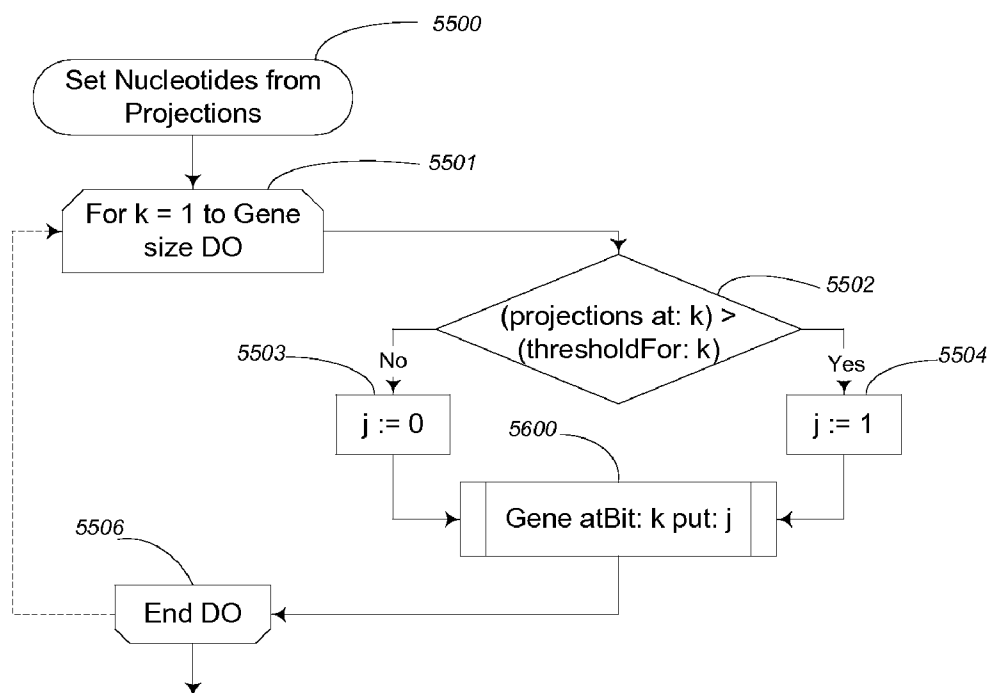 5500
Set Nucleotides from
Projections
5501
For k = 1 to Gene
size DO
5502
(projections at: k) >
(thresholdFor: k)
5503
No
Yes
5504
j := 0
j := 1
5600
Gene atBit: k put: j
5506
End DO